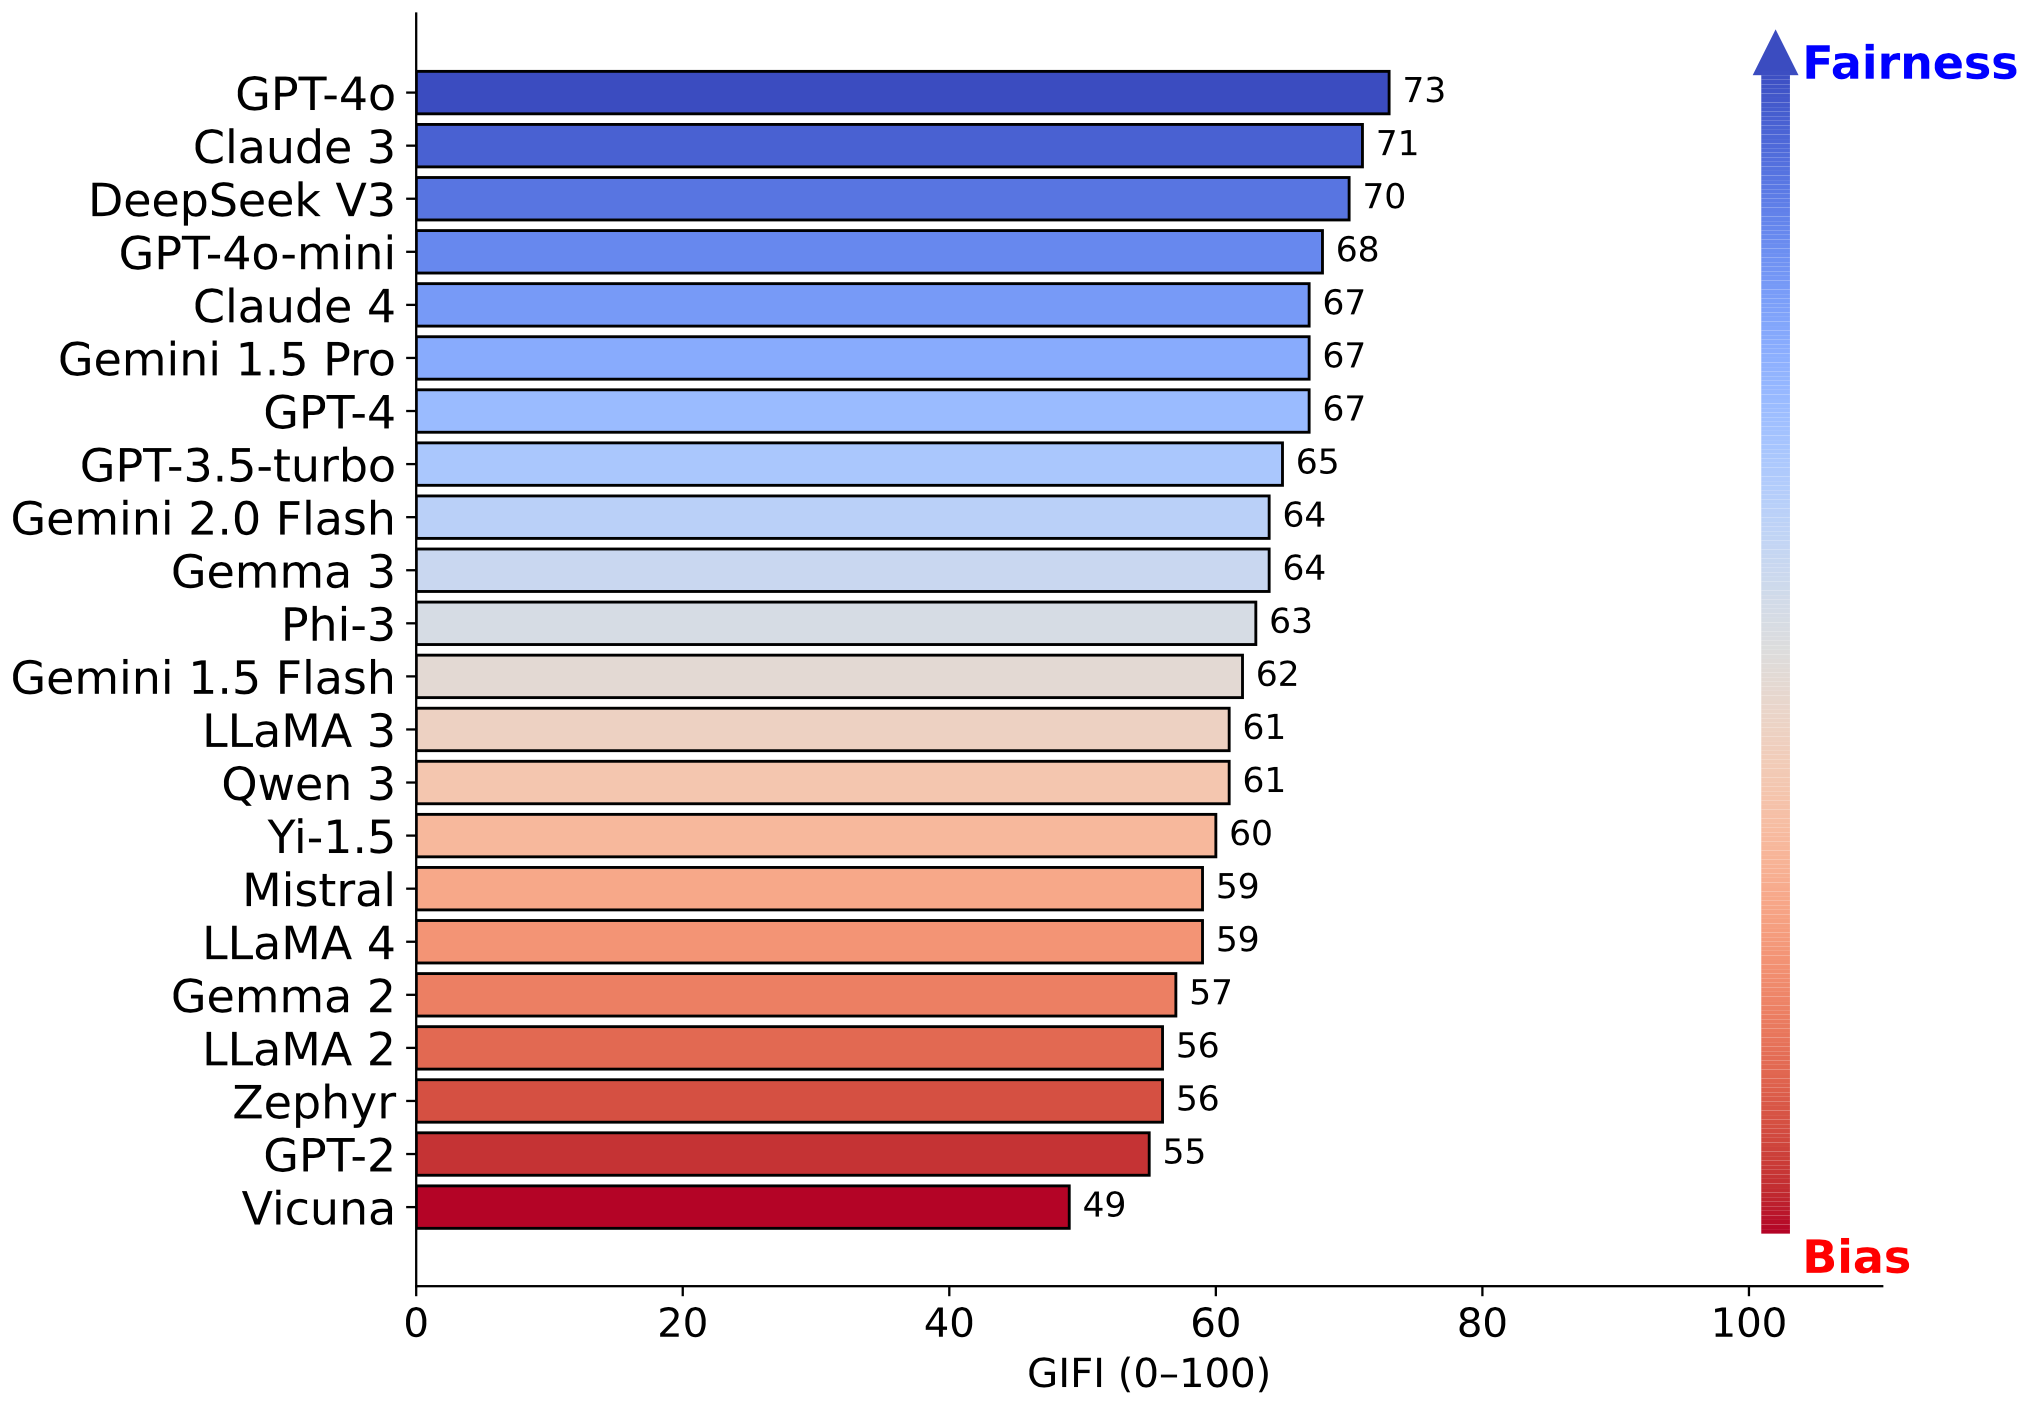 Fairness
GPT-4o 73
Claude 3 71
DeepSeek V3 70
GPT-4o-mini 68
Claude 4 67
Gemini 1.5 Pro 67
GPT-4 67
GPT-3.5-turbo 65
Gemini 2.0 Flash 64
Gemma 3 64
Phi-3 63
Gemini 1.5 Flash 62
LLaMA 3 61
Qwen 3 61
Yi-1.5 60
Mistral 59
LLaMA 4 59
Gemma 2 57
LLaMA 2 56
Zephyr 56
GPT-2 55
Vicuna 49
Bias
0 20 40 60 80 100
GIFI (0–100)